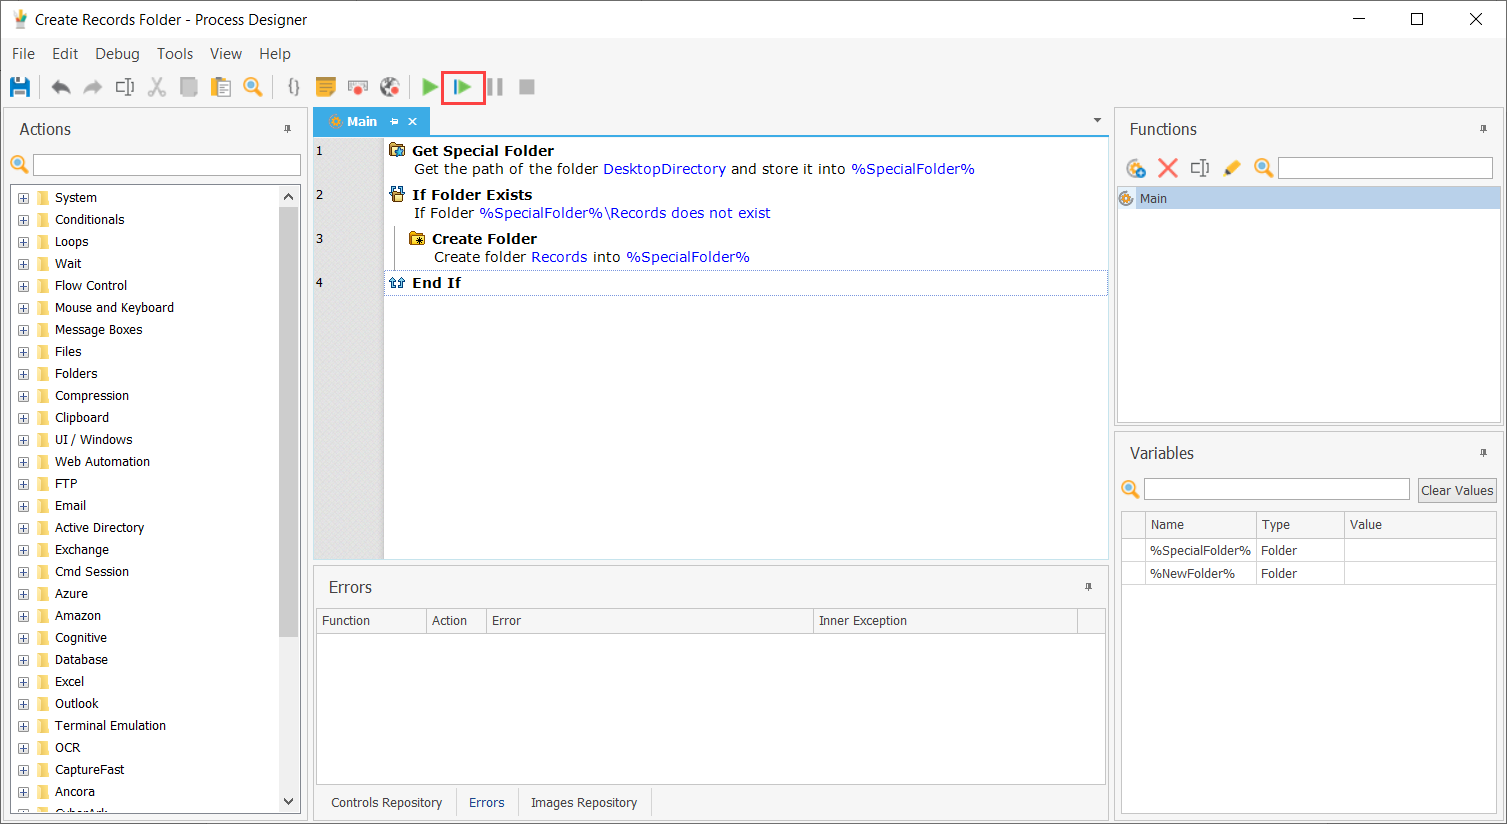 Create Records Folder - Process Designer
File Edit Debug Tools View Help
Actions
System
Conditionals
Loops
Wait
Flow Control
Mouse and Keyboard
Message Boxes
Files
Folders
Compression
Clipboard
UI / Windows
Web Automation
FTP
Email
Active Directory
Exchange
Cmd Session
Azure
Amazon
Cognitive
Database
Excel
Outlook
Terminal Emulation
OCR
CaptureFast
Ancora
CyberArk
Main
1 Get Special Folder
Get the path of the folder DesktopDirectory and store it into %SpecialFolder%
2 If Folder Exists
If Folder %SpecialFolder%\Records does not exist
3 Create Folder
Create folder Records into %SpecialFolder%
4 End If
Errors
Function Action Error Inner Exception
Controls Repository Errors Images Repository
Functions
Main
Variables
Clear Values
Name Type Value
%SpecialFolder% Folder
%NewFolder% Folder